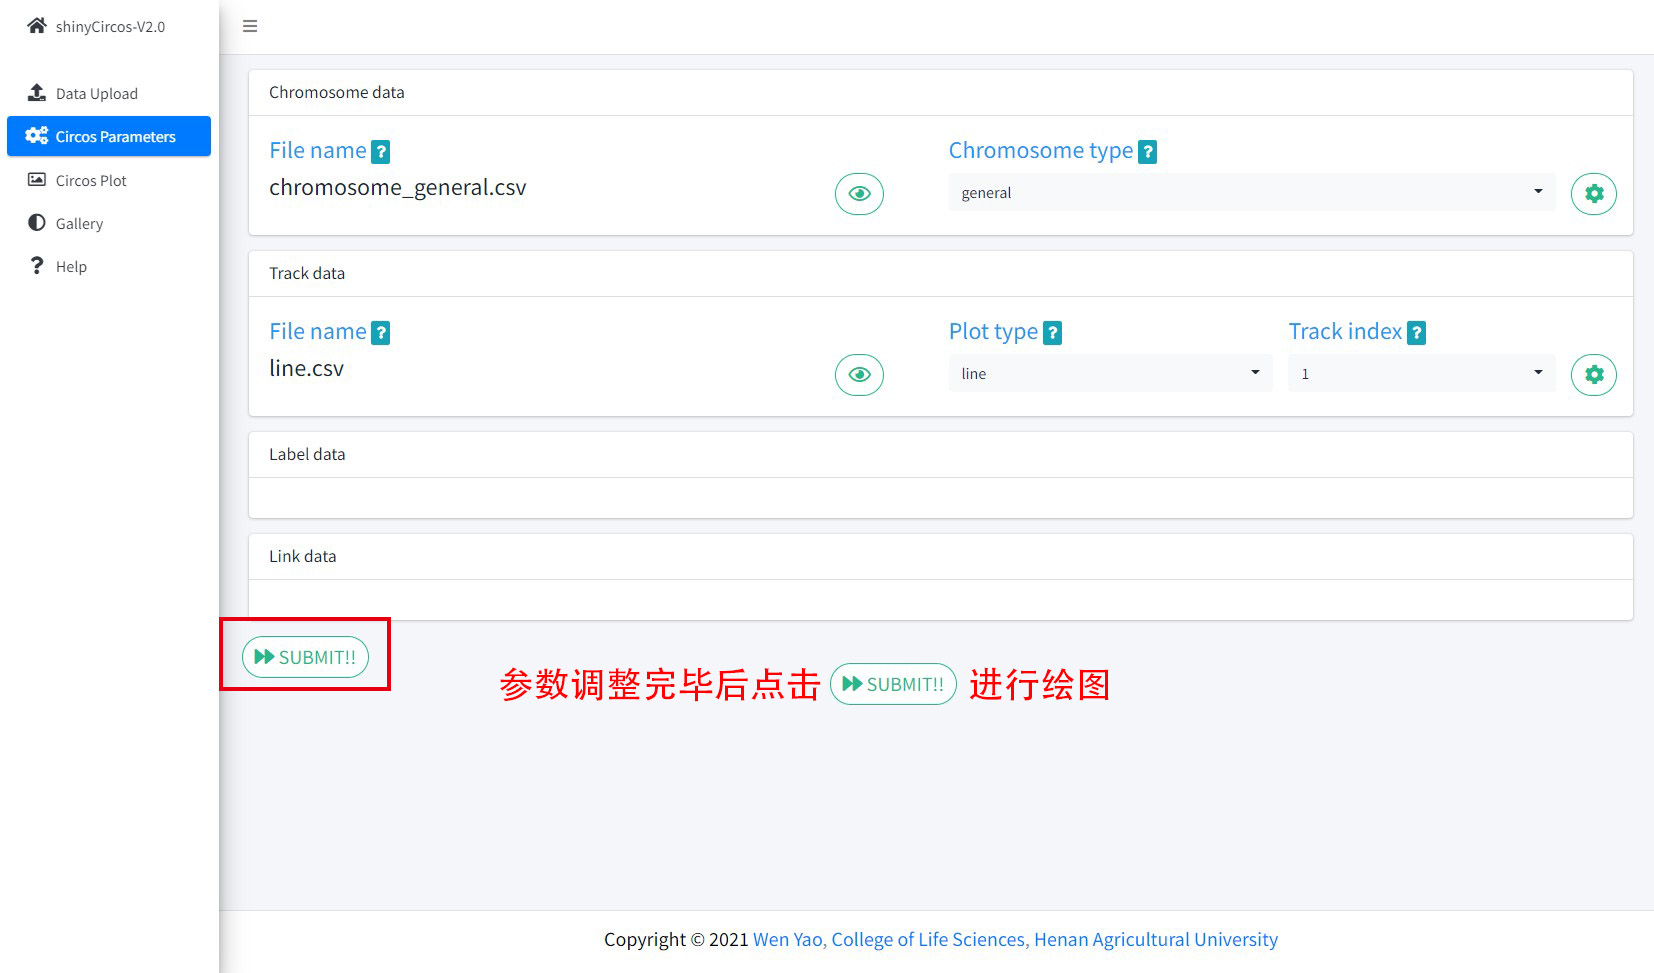 shinyCircos-V2.0
Data Upload
Circos Parameters
Circos Plot
Gallery
Help
Chromosome data
File name ?
Chromosome type ?
chromosome_general.csv
general
Track data
File name ?
Plot type ?
Track index ?
line.csv
line
1
Label data
Link data
SUBMIT!!
参数调整完毕后点击 SUBMIT!! 进行绘图
Copyright © 2021 Wen Yao, College of Life Sciences, Henan Agricultural University